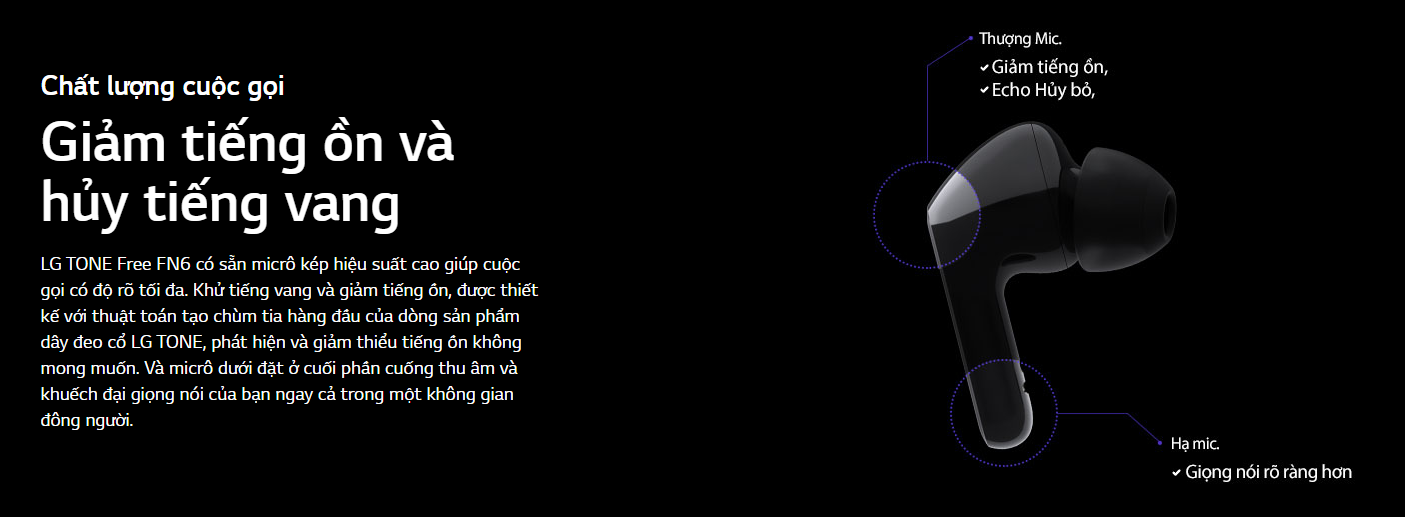 Chất lượng cuộc gọi
Giảm tiếng ồn và
hủy tiếng vang
LG TONE Free FN6 có sẵn micrô kép hiệu suất cao giúp cuộc
gọi có độ rõ tối đa. Khử tiếng vang và giảm tiếng ồn, được thiết
kế với thuật toán tạo chùm tia hàng đầu của dòng sản phẩm
dây đeo cổ LG TONE, phát hiện và giảm thiểu tiếng ồn không
mong muốn. Và micrô dưới đặt ở cuối phần cuống thu âm và
khuếch đại giọng nói của bạn ngay cả trong một không gian
đông người.
Thượng Mic.
✓ Giảm tiếng ồn,
✓ Echo Hủy bỏ,
Hạ mic.
✓ Giọng nói rõ ràng hơn